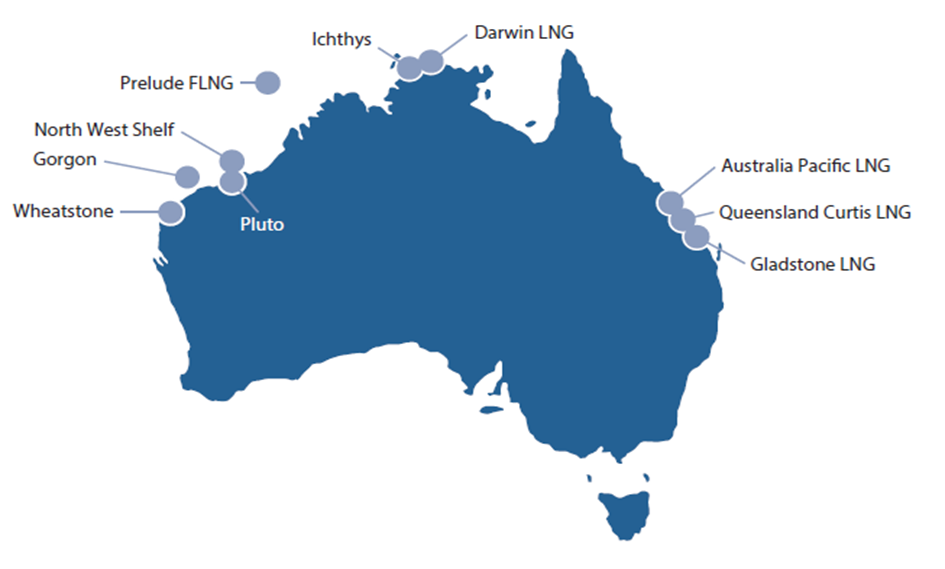 Darwin LNG
Ichthys
Prelude FLNG
North West Shelf
Gorgon
Australia Pacific LNG
Wheatstone
Queensland Curtis LNG
Pluto
Gladstone LNG